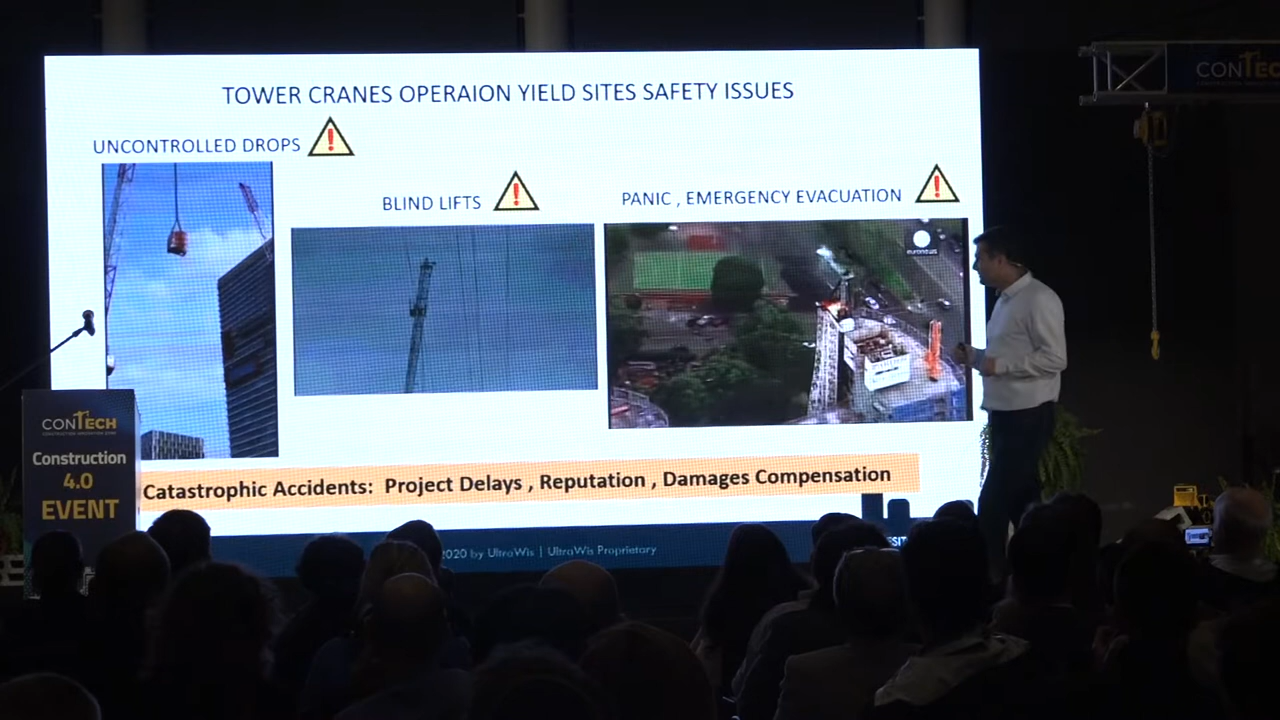 TOWER CRANES OPERAION YIELD SITES SAFETY ISSUES
UNCONTROLLED DROPS
BLIND LIFTS
PANIC , EMERGENCY EVACUATION
euronews
Catastrophic Accidents: Project Delays , Reputation , Damages Compensation
2020 by UltraWis | UltraWis Proprietary
CONTECH
Construction
4.0
EVENT
CONTECH